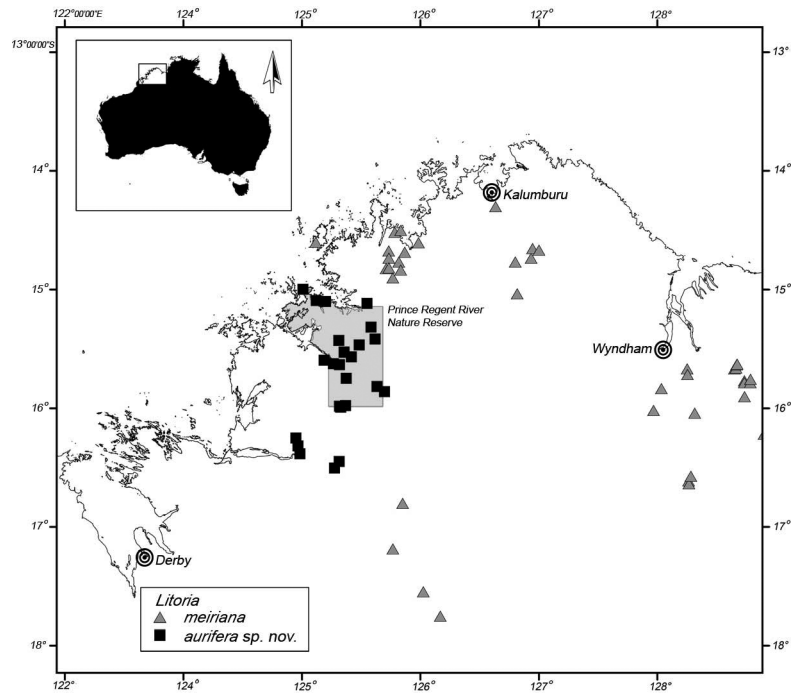 122°00'00"E 123° 124° 125° 126° 127° 128°
13°00'00"S 13°
14° 14°
Kalumburu
15° 15°
Prince Regent River
Nature Reserve
Wyndham
16° 16°
17° 17°
Derby
Litoria
meiriana
aurifera sp. nov.
18° 18°
122° 123° 124° 125° 126° 127° 128°